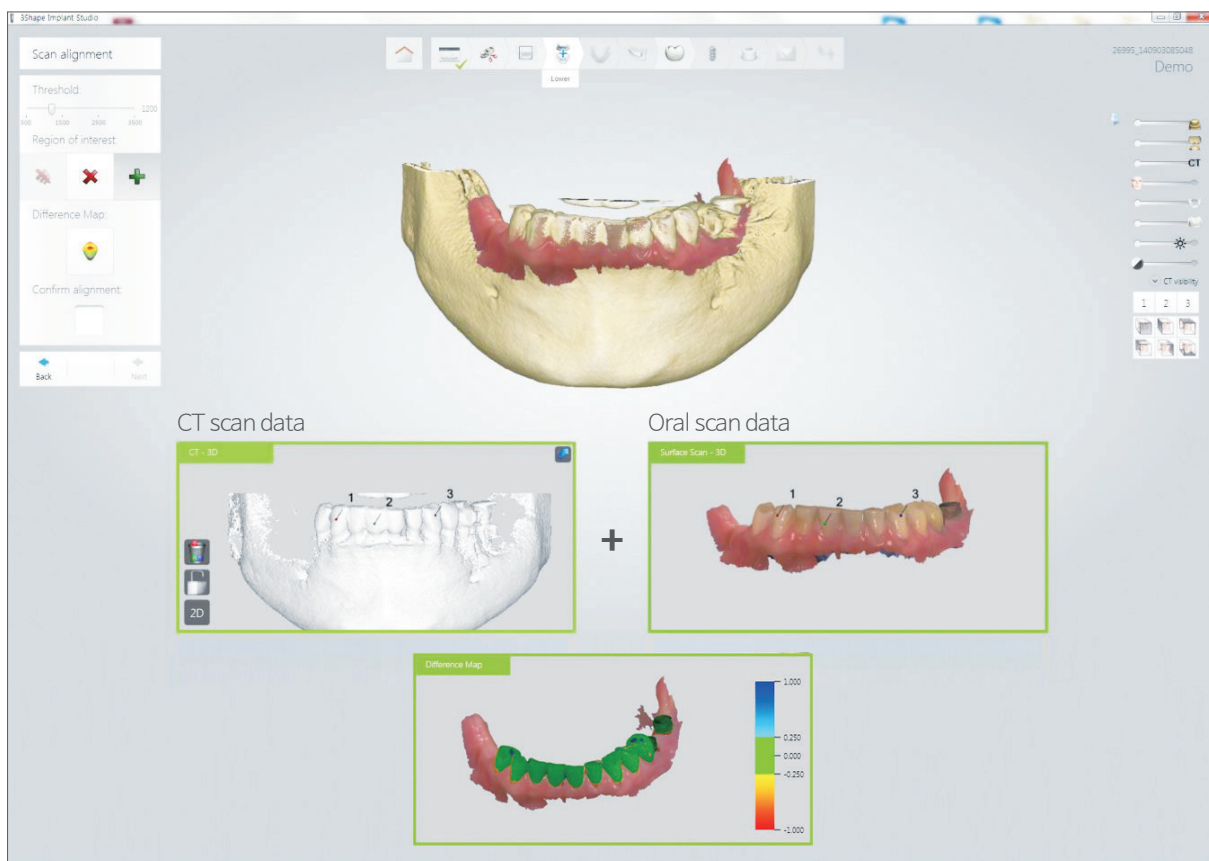 3Shape Implant Studio
Scan alignment
26995_140903085048
Demo
Lower
Threshold:
1200
1500 2500 3500
Region of interest:
CT
Difference Map:
Confirm alignment:
CT visibility
1 2 3
Back
Next
CT scan data
Oral scan data
CT - 3D
Surface Scan - 3D
1 2 3
1 2 3
+
2D
Difference Map
1.000
0.250
0.000
-0.250
-1.000